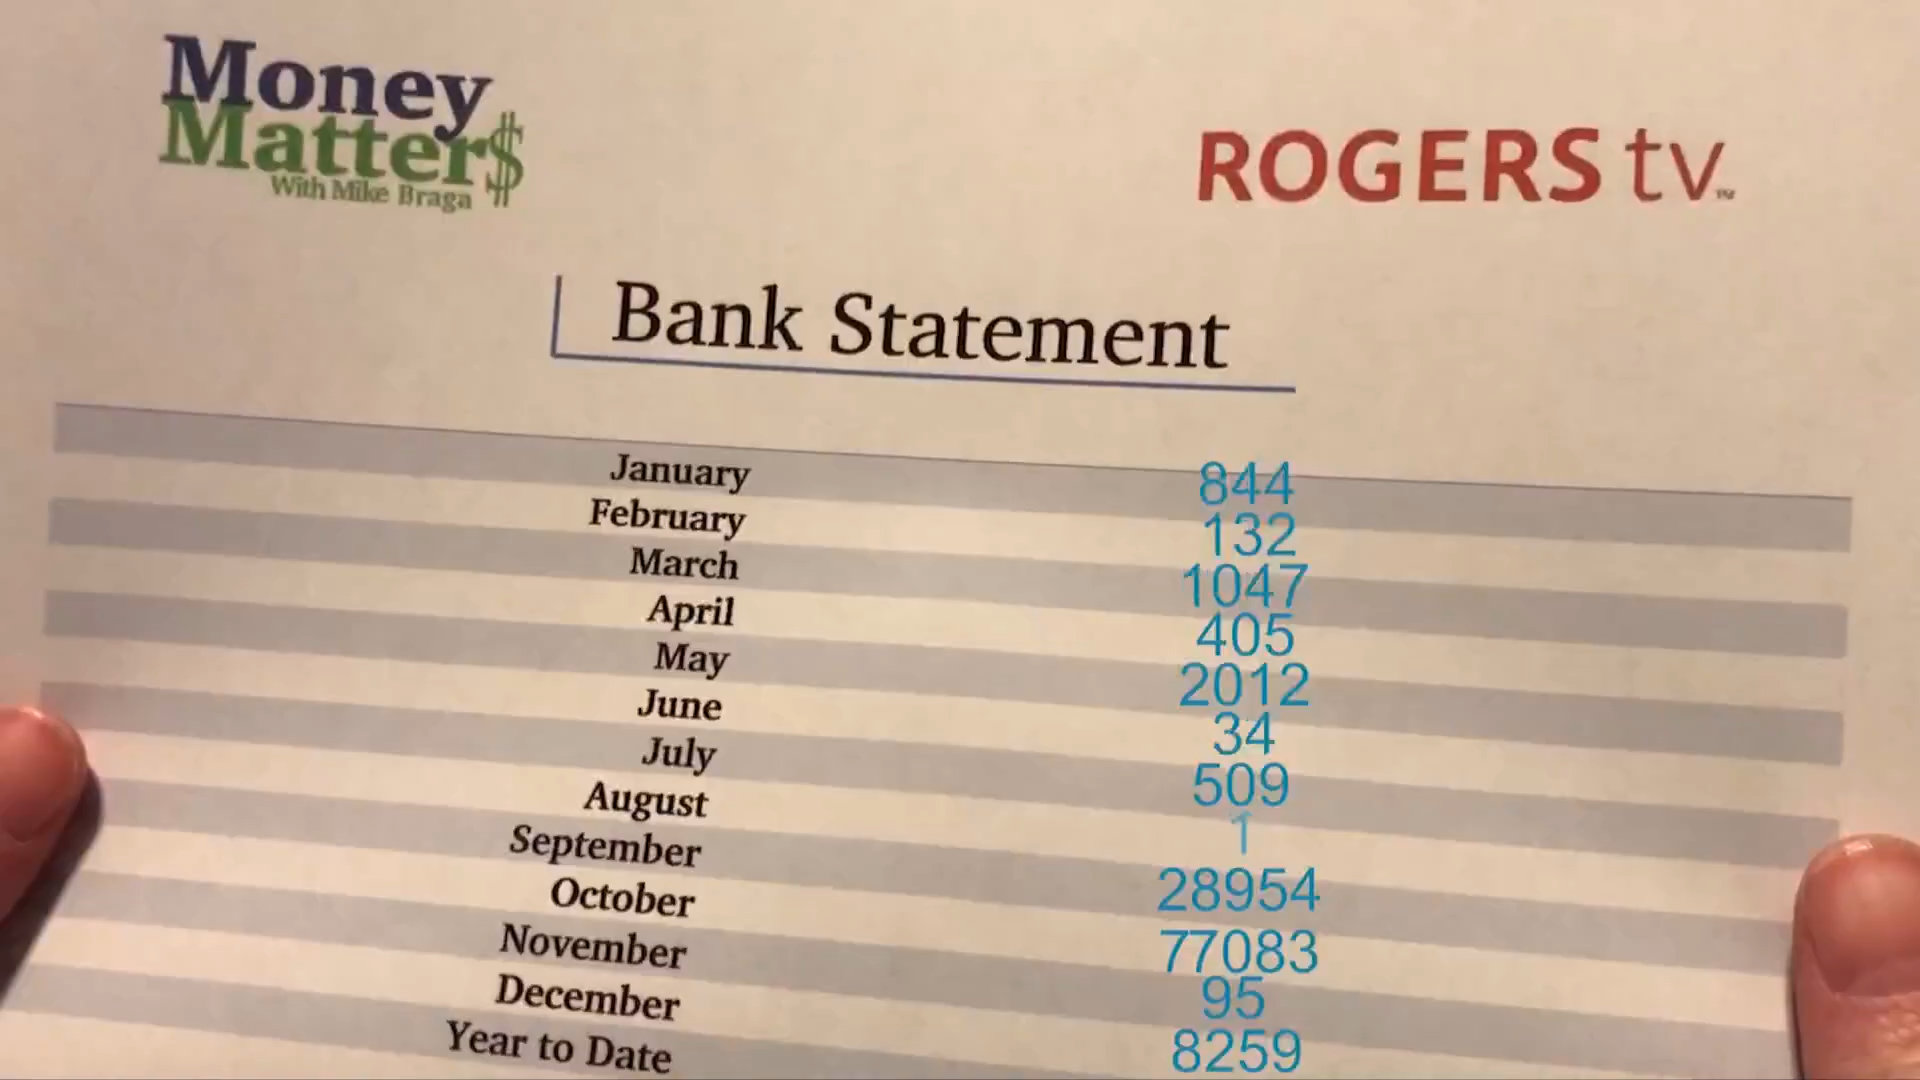 Money
Matter$
With Mike Braga
ROGERS tv™
Bank Statement
January 844
February 132
March 1047
April 405
May 2012
June 34
July 509
August 1
September 28954
October 77083
November 95
December 8259
Year to Date